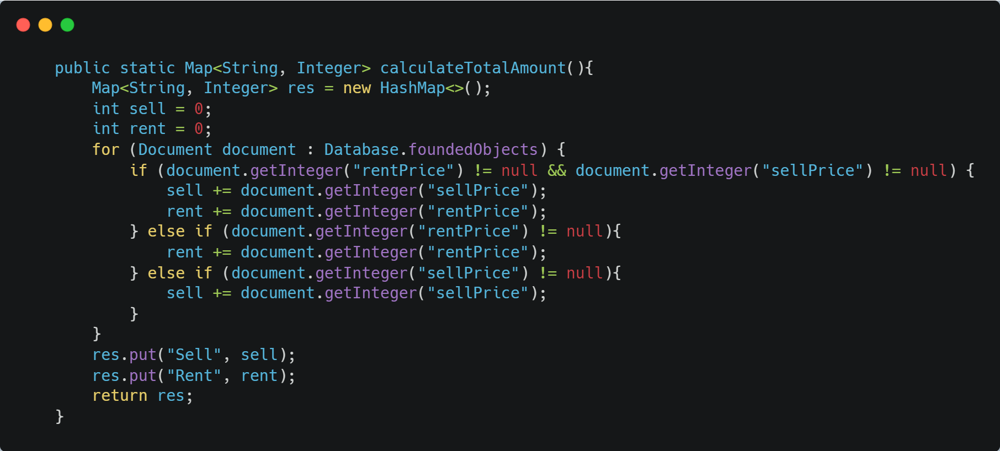 public static Map<String, Integer> calculateTotalAmount(){
    Map<String, Integer> res = new HashMap<>();
    int sell = 0;
    int rent = 0;
    for (Document document : Database.foundedObjects) {
        if (document.getInteger("rentPrice") != null && document.getInteger("sellPrice") != null) {
            sell += document.getInteger("sellPrice");
            rent += document.getInteger("rentPrice");
        } else if (document.getInteger("rentPrice") != null){
            rent += document.getInteger("rentPrice");
        } else if (document.getInteger("sellPrice") != null){
            sell += document.getInteger("sellPrice");
        }
    }
    res.put("Sell", sell);
    res.put("Rent", rent);
    return res;
}